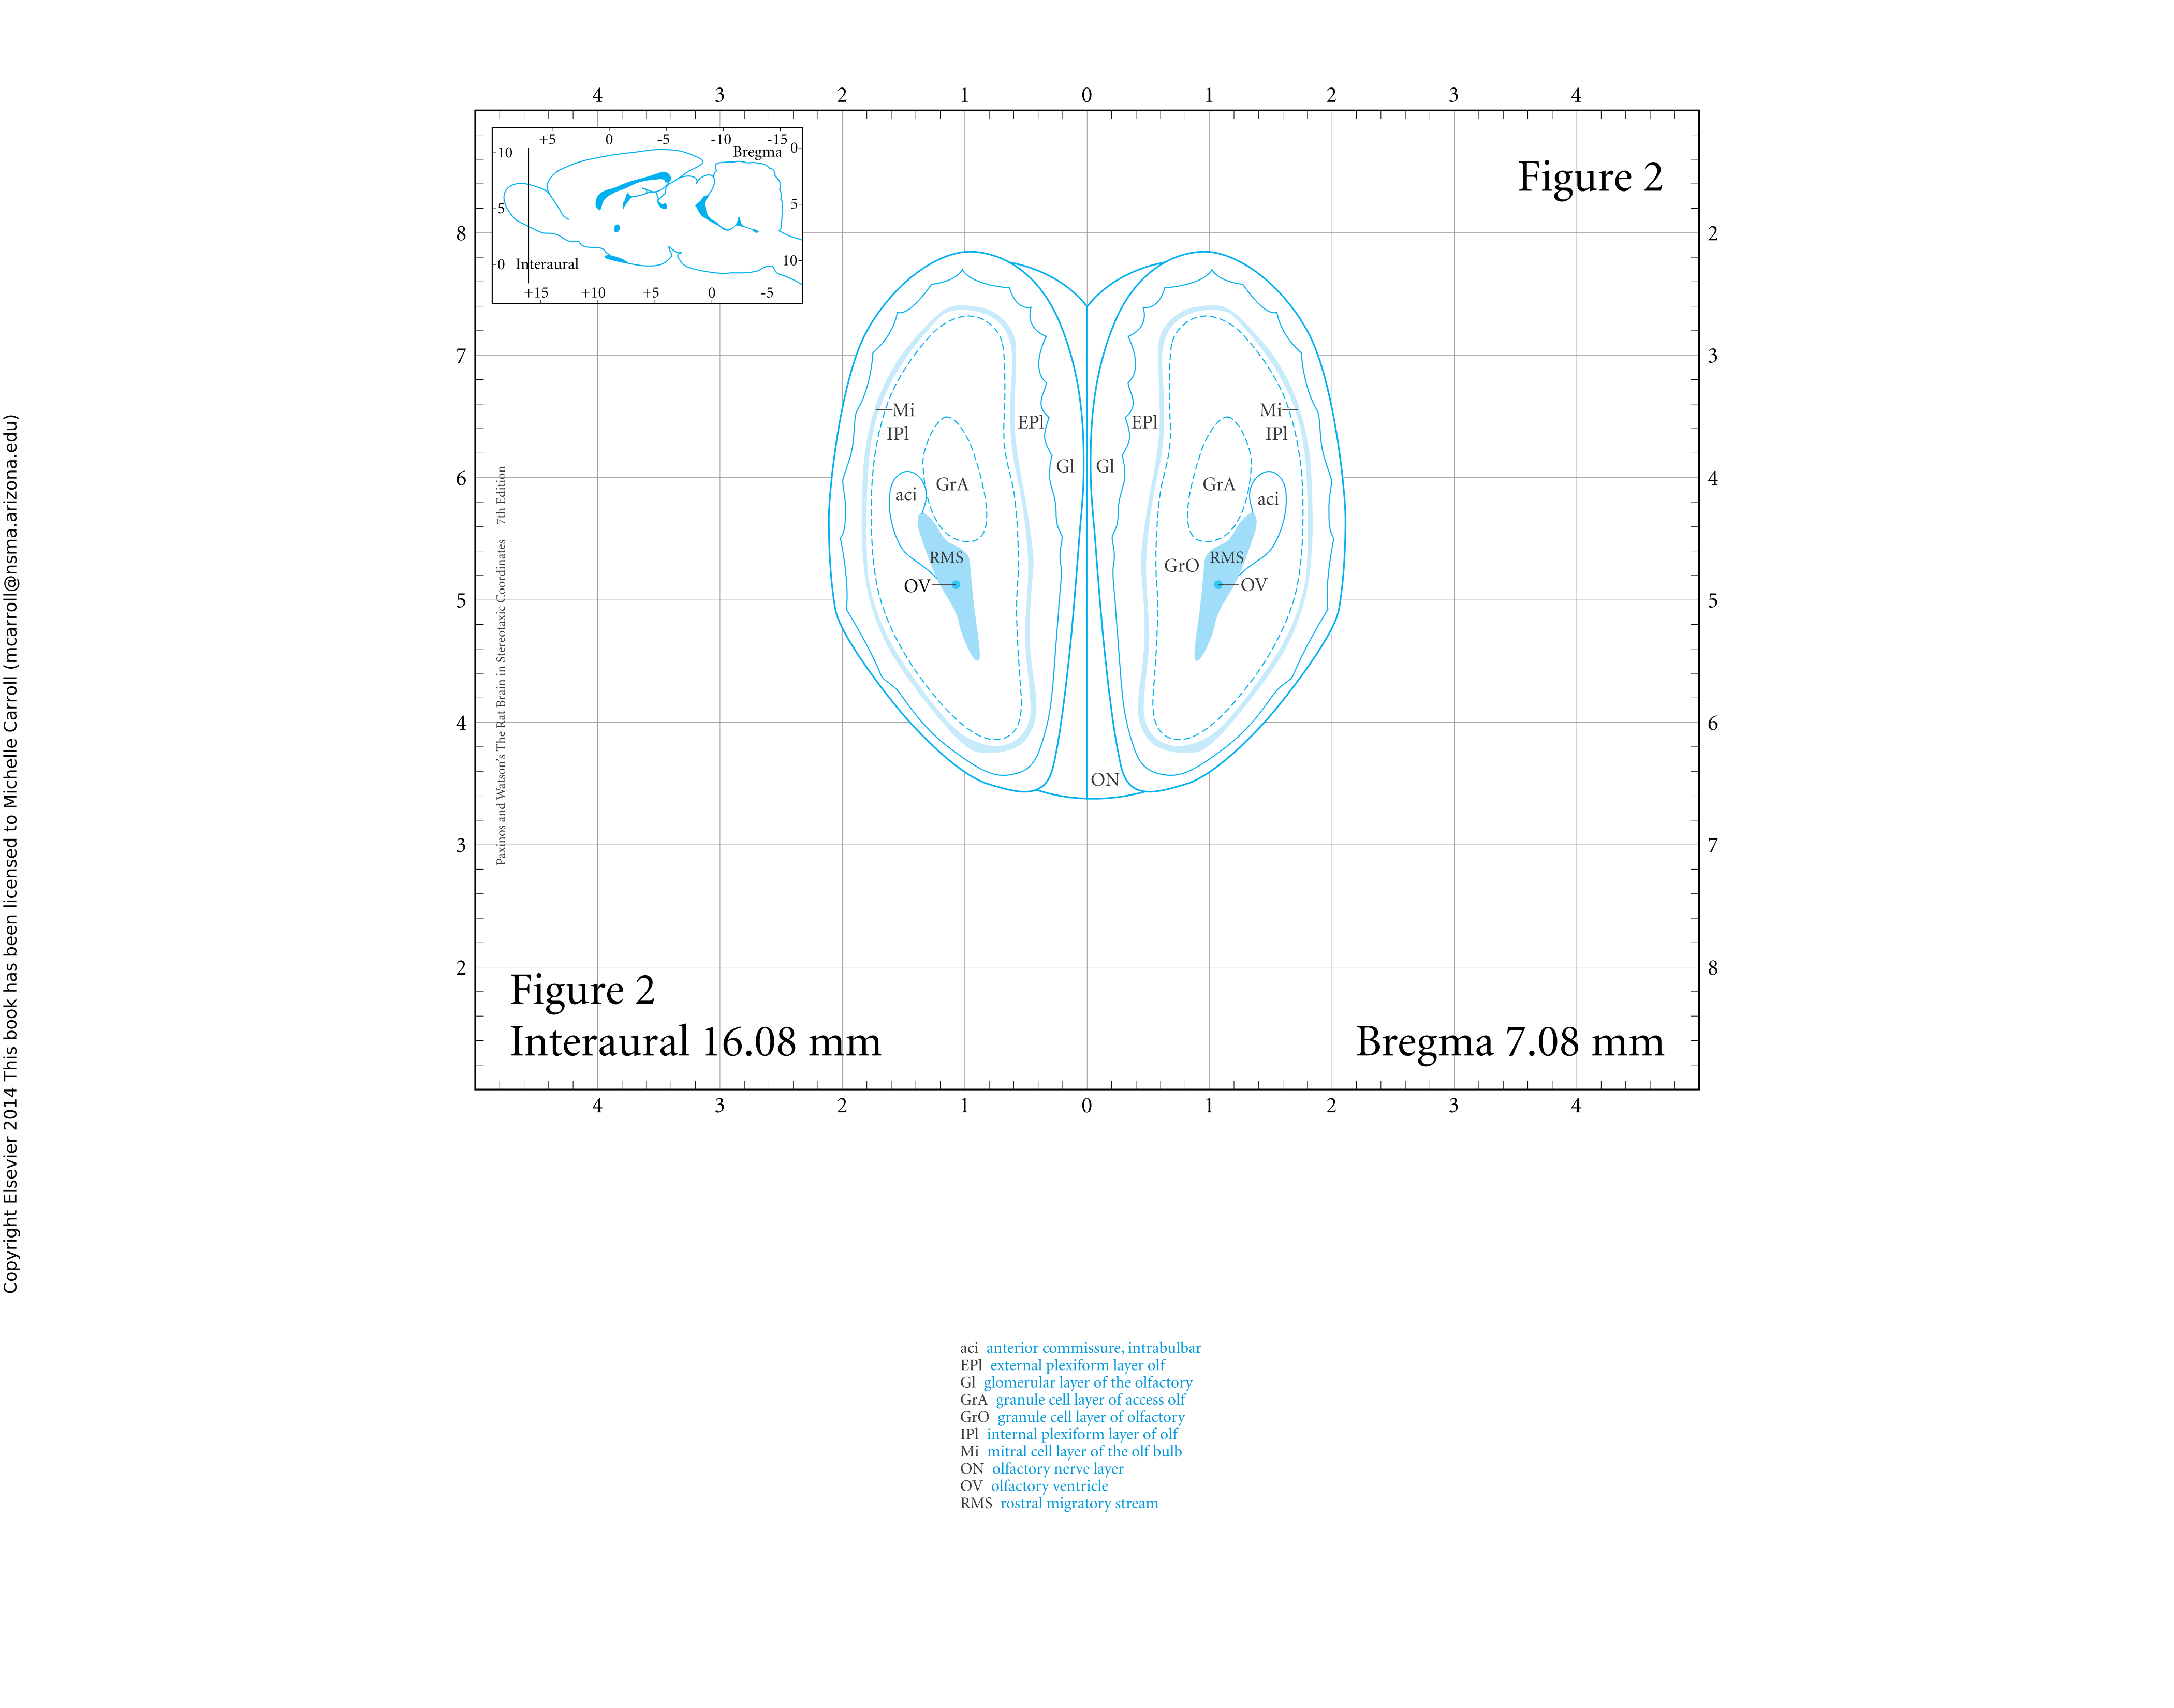 4 3 2 1 0 1 2 3 4
+5 0 -5 -10 -15
Bregma
0
10
5
5
0 Interaural
10
+15 +10 +5 0 -5
Figure 2
8
7
6
5
4
3
2
2
3
4
5
6
7
8
Mi
IPl
EPl
Gl
GrA
aci
RMS
OV
Gl
EPl
Mi
IPl
GrA
aci
GrO
RMS
OV
ON
Paxinos and Watson's The Rat Brain in Stereotaxic Coordinates 7th Edition
Copyright Elsevier 2014 This book has been licensed to Michelle Carroll (mcarroll@nsma.arizona.edu)
Figure 2
Interaural 16.08 mm
Bregma 7.08 mm
4 3 2 1 0 1 2 3 4
aci anterior commissure, intrabulbar
EPl external plexiform layer olf
Gl glomerular layer of the olfactory
GrA granule cell layer of access olf
GrO granule cell layer of olfactory
IPl internal plexiform layer of olf
Mi mitral cell layer of the olf bulb
ON olfactory nerve layer
OV olfactory ventricle
RMS rostral migratory stream